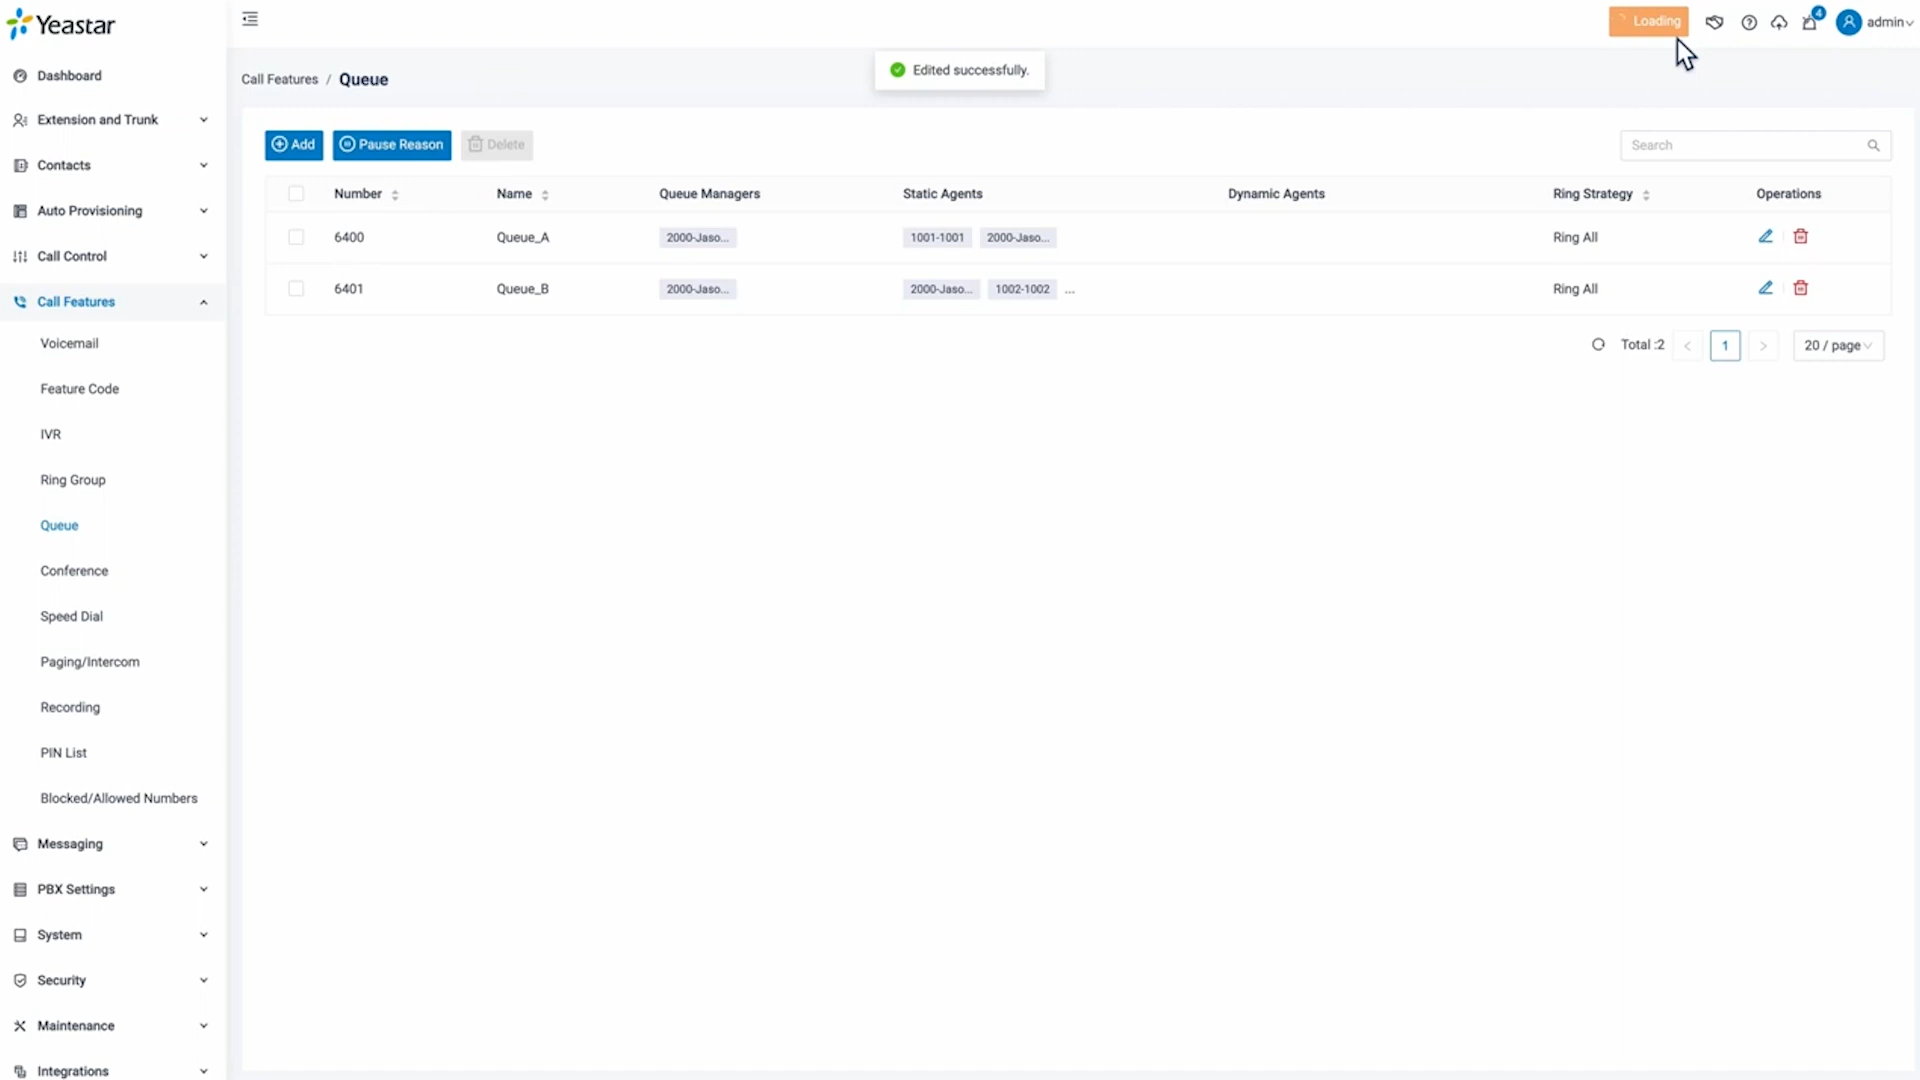 Yeastar
Loading
4
admin
Dashboard
Extension and Trunk
Contacts
Auto Provisioning
Call Control
Call Features
Voicemail
Feature Code
IVR
Ring Group
Queue
Conference
Speed Dial
Paging/Intercom
Recording
PIN List
Blocked/Allowed Numbers
Messaging
PBX Settings
System
Security
Maintenance
Integrations
Call Features / Queue
Edited successfully.
Add Pause Reason Delete
Search
Number Name Queue Managers Static Agents Dynamic Agents Ring Strategy Operations
6400 Queue_A 2000-Jaso... 1001-1001 2000-Jaso... Ring All
6401 Queue_B 2000-Jaso... 2000-Jaso... 1002-1002 ... Ring All
Total :2 < 1 > 20 / page